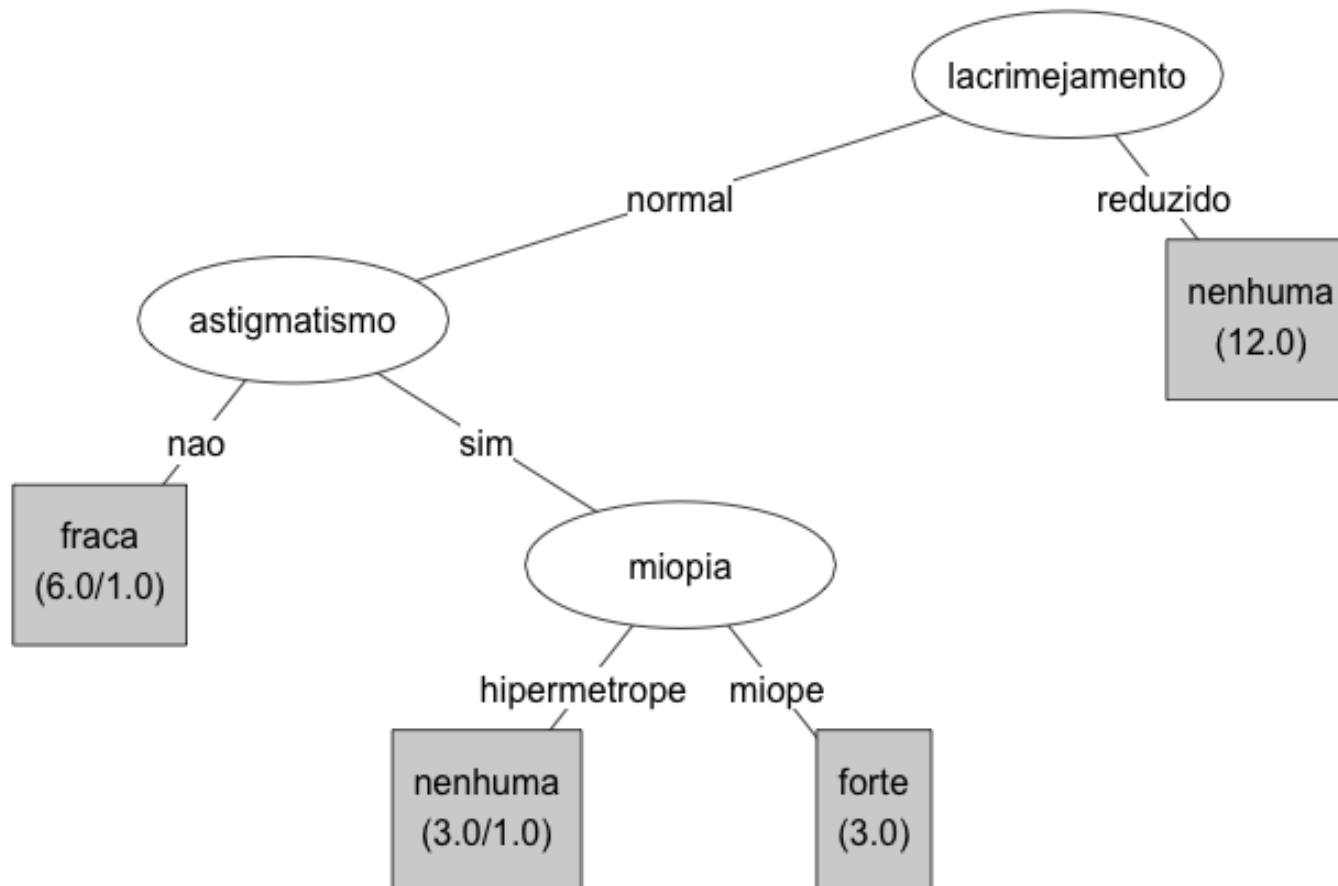 lacrimejamento
normal
reduzido
nenhuma
(12.0)
astigmatismo
nao
sim
fraca
(6.0/1.0)
miopia
hipermetrope
miope
nenhuma
(3.0/1.0)
forte
(3.0)